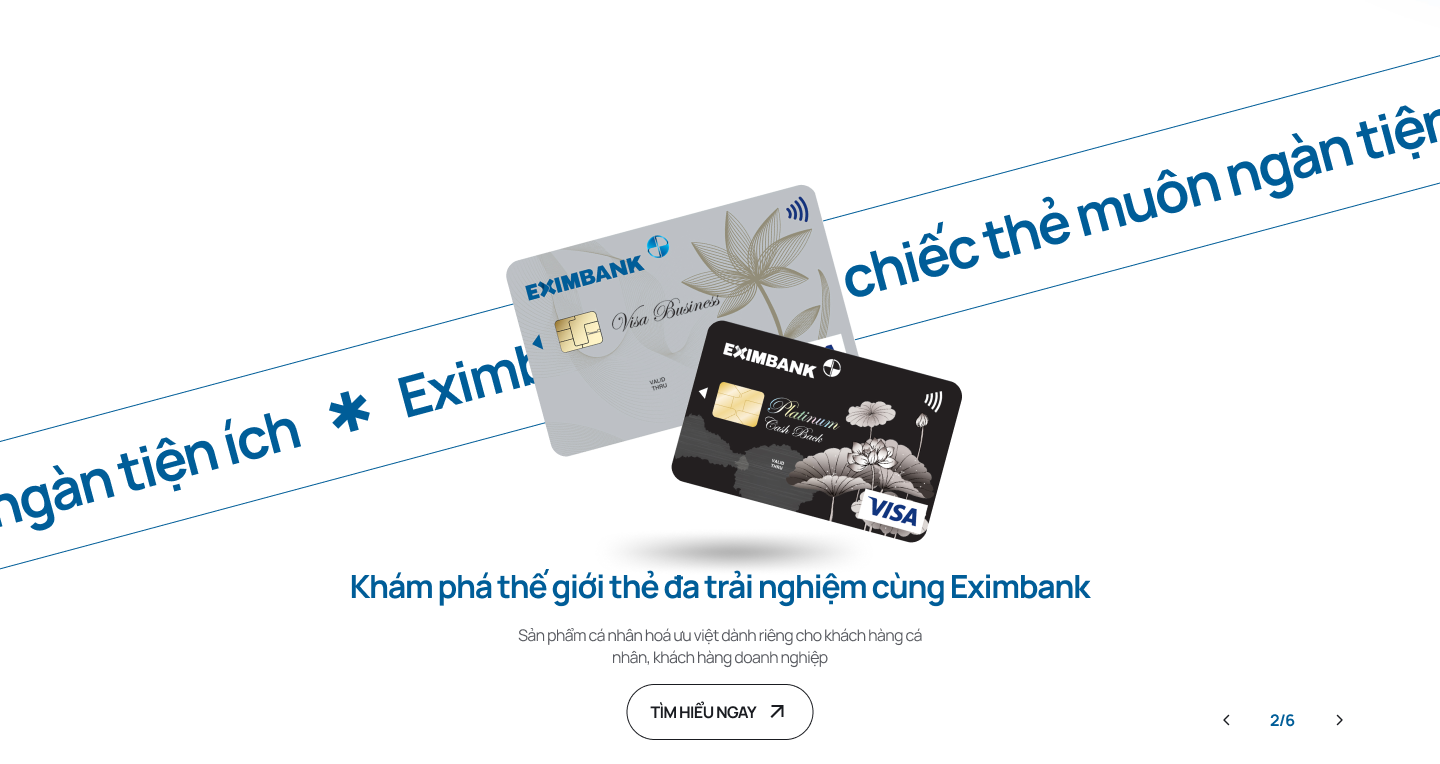 ngàn tiện ích ✱ Eximb
chiếc thẻ muôn ngàn tiện
EXIMBANK
Visa Business
VALID
THRU
EXIMBANK
Platinum
Cash Back
VALID
THRU
VISA
Khám phá thế giới thẻ đa trải nghiệm cùng Eximbank
Sản phẩm cá nhân hoá ưu việt dành riêng cho khách hàng cá
nhân, khách hàng doanh nghiệp
TÌM HIỂU NGAY
2/6